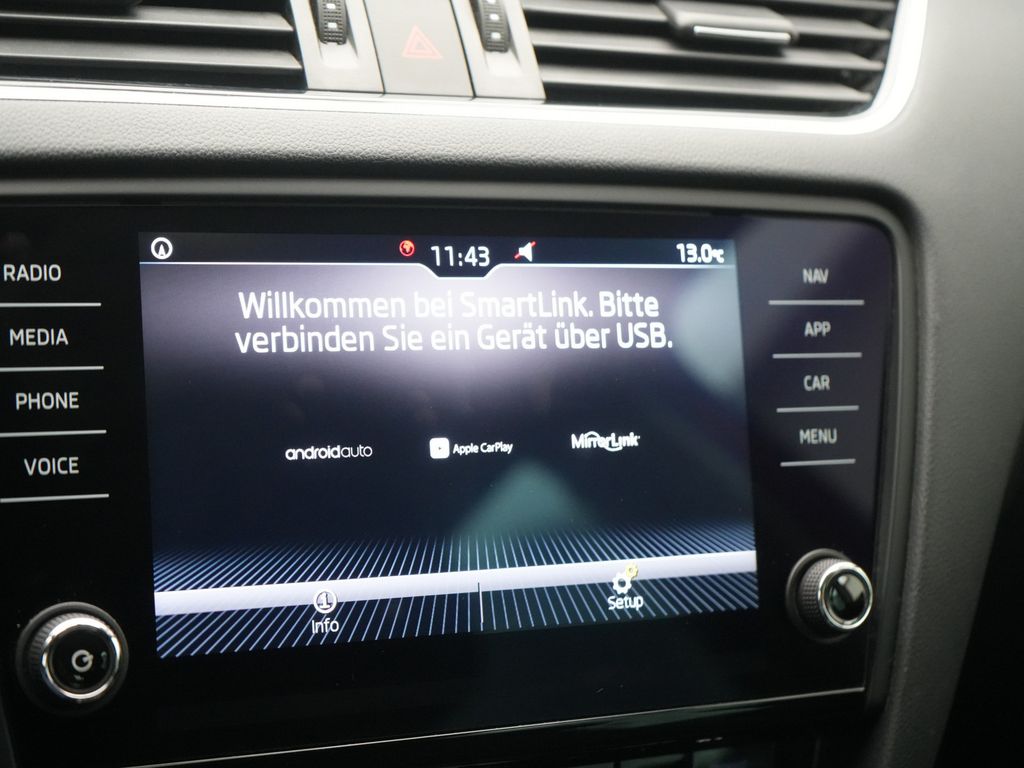 11:43
13.0°C
RADIO
MEDIA
PHONE
VOICE
Willkommen bei SmartLink. Bitte
verbinden Sie ein Gerät über USB.
androidauto
Apple CarPlay
MirrorLink
Info
Setup
NAV
APP
CAR
MENU